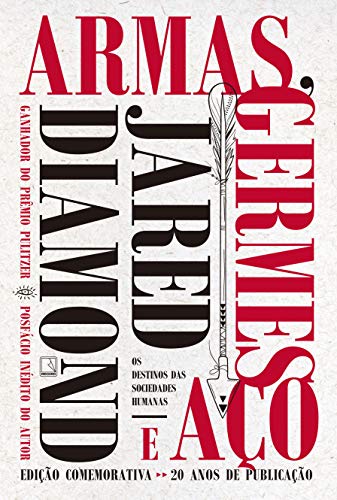 ARMAS,
GERMES
E AÇO
JARED
DIAMOND
OS
DESTINOS DAS
SOCIEDADES
HUMANAS
GANHADOR DO PRÊMIO PULITZER
POSFÁCIO INÉDITO DO AUTOR
EDIÇÃO COMEMORATIVA ▸▸ 20 ANOS DE PUBLICAÇÃO